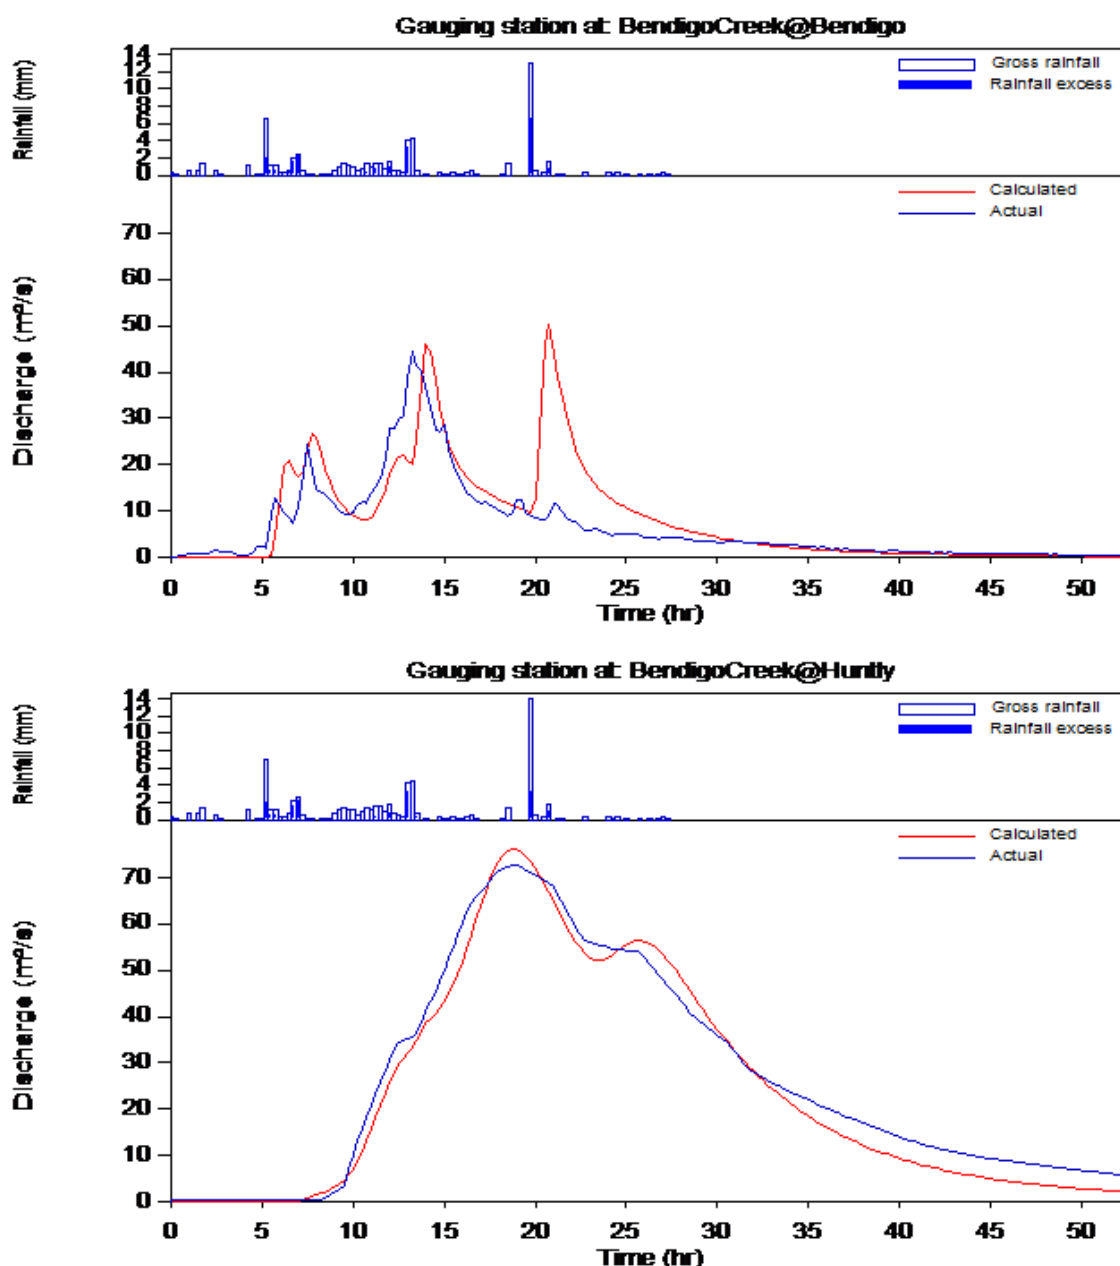 Gauging station at: BendigoCreek@Bendigo
Rainfall (mm)
14
12
10
8
6
4
2
0
Gross rainfall
Rainfall excess
Discharge (m³/s)
70
60
50
40
30
20
10
0
Calculated
Actual
0 5 10 15 20 25 30 35 40 45 50
Time (hr)
Gauging station at: BendigoCreek@Huntly
Rainfall (mm)
14
12
10
8
6
4
2
0
Gross rainfall
Rainfall excess
Discharge (m³/s)
70
60
50
40
30
20
10
0
Calculated
Actual
0 5 10 15 20 25 30 35 40 45 50
Time (hr)